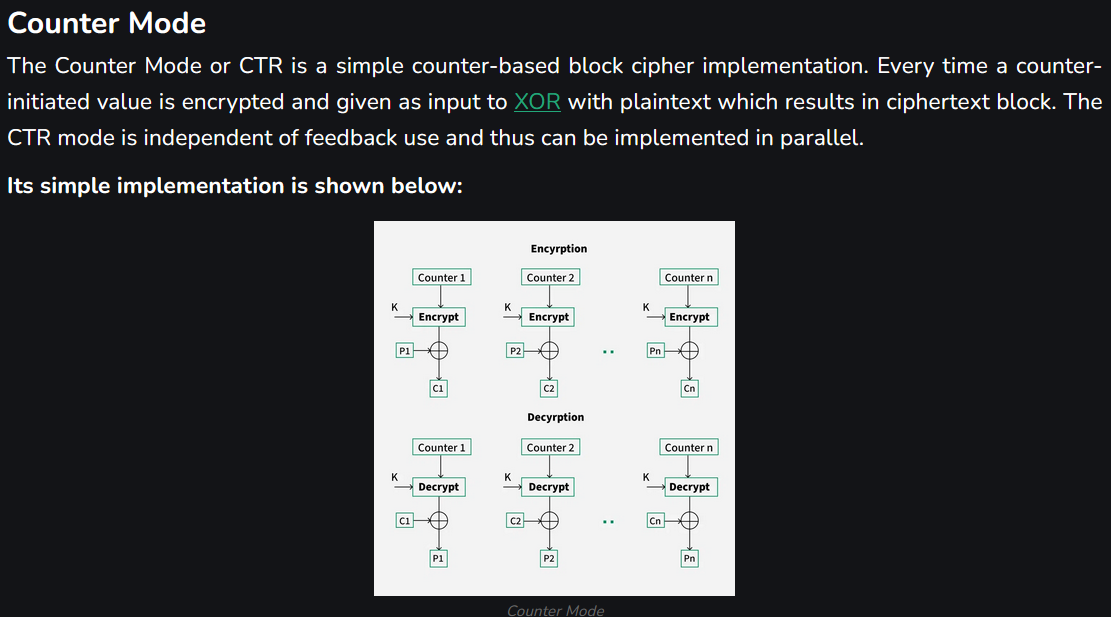 Counter Mode
The Counter Mode or CTR is a simple counter-based block cipher implementation. Every time a counter-
initiated value is encrypted and given as input to XOR with plaintext which results in ciphertext block. The
CTR mode is independent of feedback use and thus can be implemented in parallel.
Its simple implementation is shown below:
Encyrption
Counter 1 Counter 2 Counter n
K K K
Encrypt Encrypt Encrypt
P1 P2 .. Pn
C1 C2 Cn
Decyrption
Counter 1 Counter 2 Counter n
K K K
Decrypt Decrypt Decrypt
C1 C2 .. Cn
P1 P2 Pn
Counter Mode